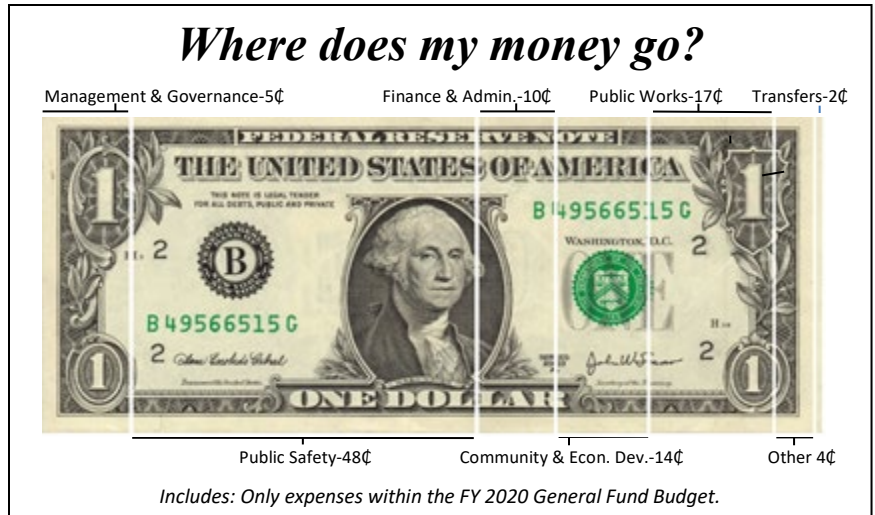 Where does my money go?
Management & Governance-5₵ Finance & Admin.-10₵ Public Works-17₵ Transfers-2₵
FEDERAL RESERVE NOTE
THE UNITED STATES OF AMERICA
THIS NOTE IS LEGAL TENDER
FOR ALL DEBTS, PUBLIC AND PRIVATE
B 49566515 G
WASHINGTON, D.C.
1 2 B ONE 2 1
B 49566515 G
2 2
1 ONE DOLLAR 1
Public Safety-48₵ Community & Econ. Dev.-14₵ Other 4₵
Includes: Only expenses within the FY 2020 General Fund Budget.